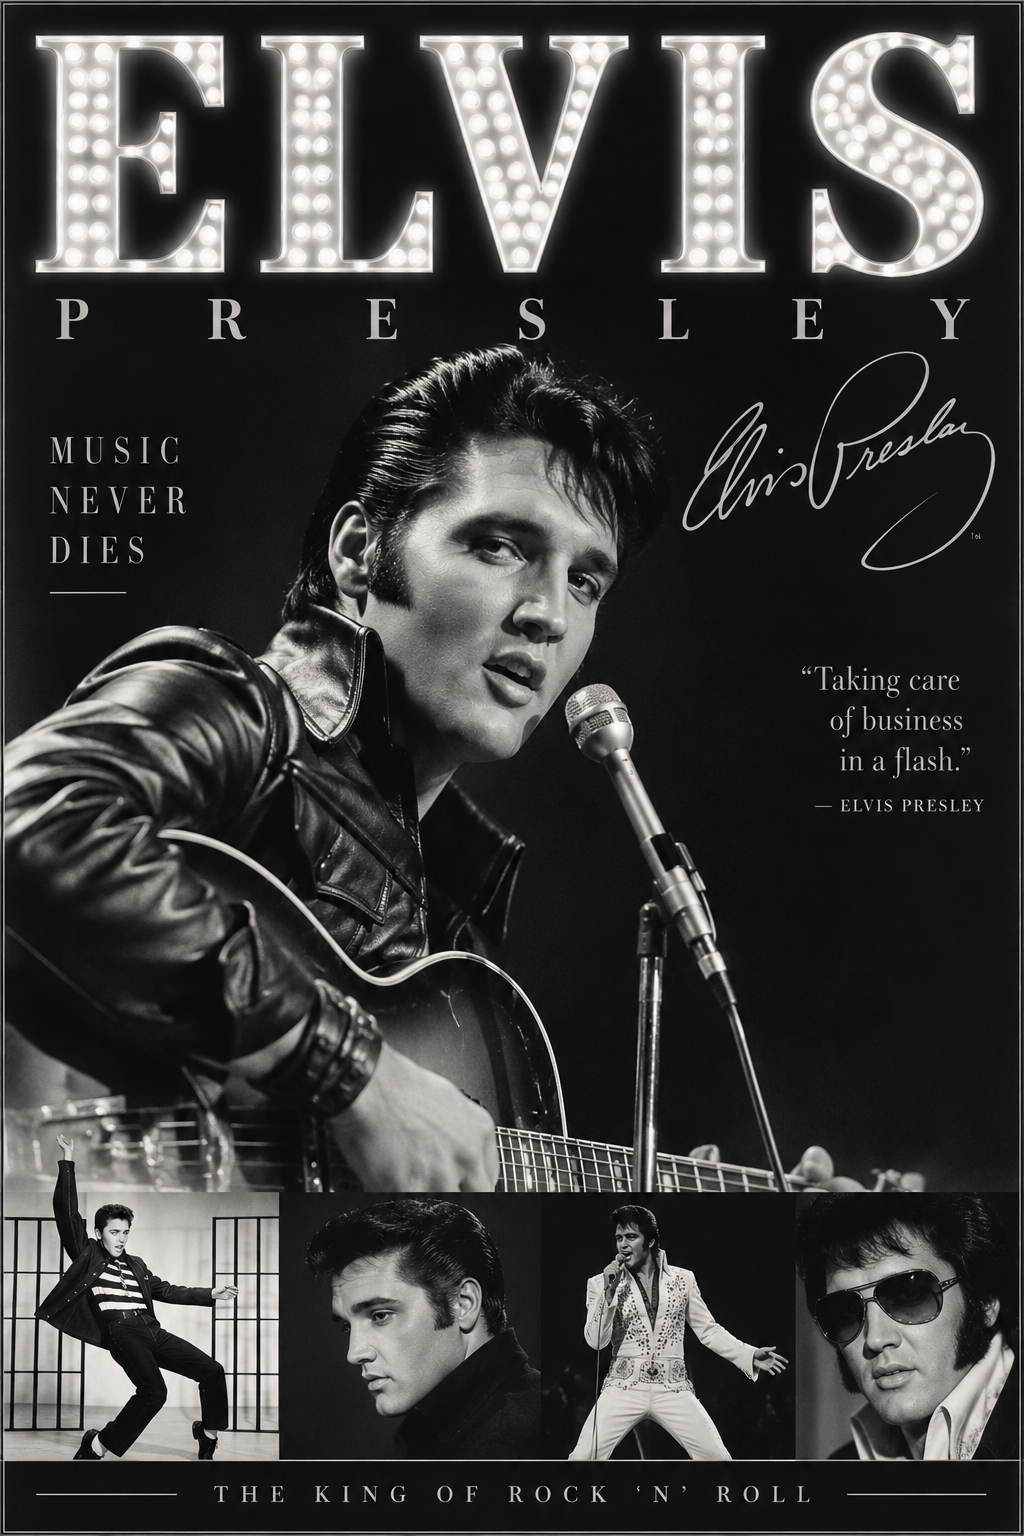 ELVIS
PRESLEY
MUSIC
NEVER
DIES
Elvis Presley
“Taking care
of business
in a flash.”
— ELVIS PRESLEY
THE KING OF ROCK ‘N’ ROLL